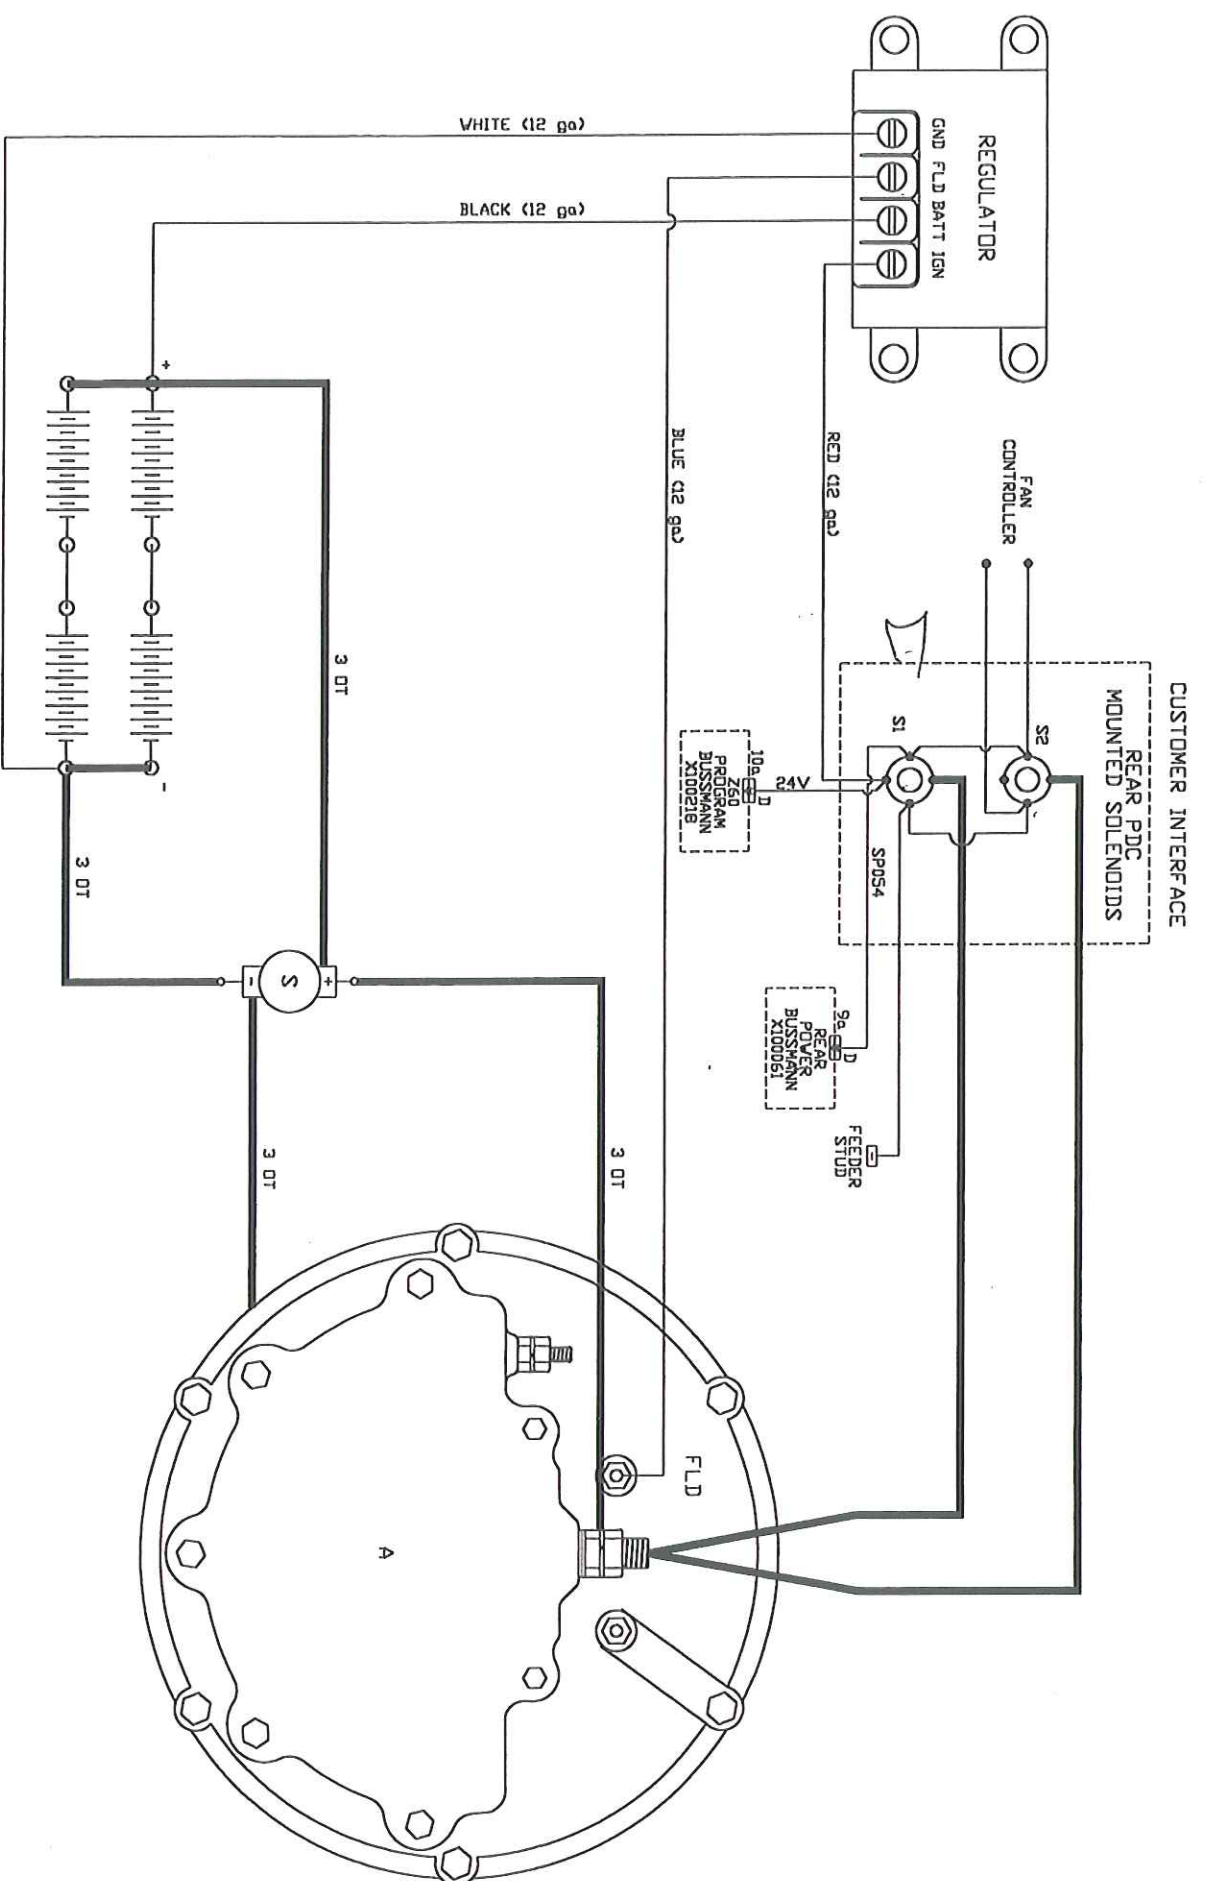 REGULATOR
GND FLD BATT IGN
WHITE (12 ga)
BLACK (12 ga)
BLUE (12 ga)
RED (12 ga)
+
-
3 OT
3 OT
FAN
CONTROLLER
CUSTOMER INTERFACE
REAR PDC
MOUNTED SOLENOIDS
S2
S1
24V
SPOS4
10a
D
Z60
PROGRAM
BUSSMANN
X100218
9a
D
REAR
POWER
BUSSMANN
X100061
-
FEEDER
STUD
+
S
-
3 OT
3 OT
FLD
A